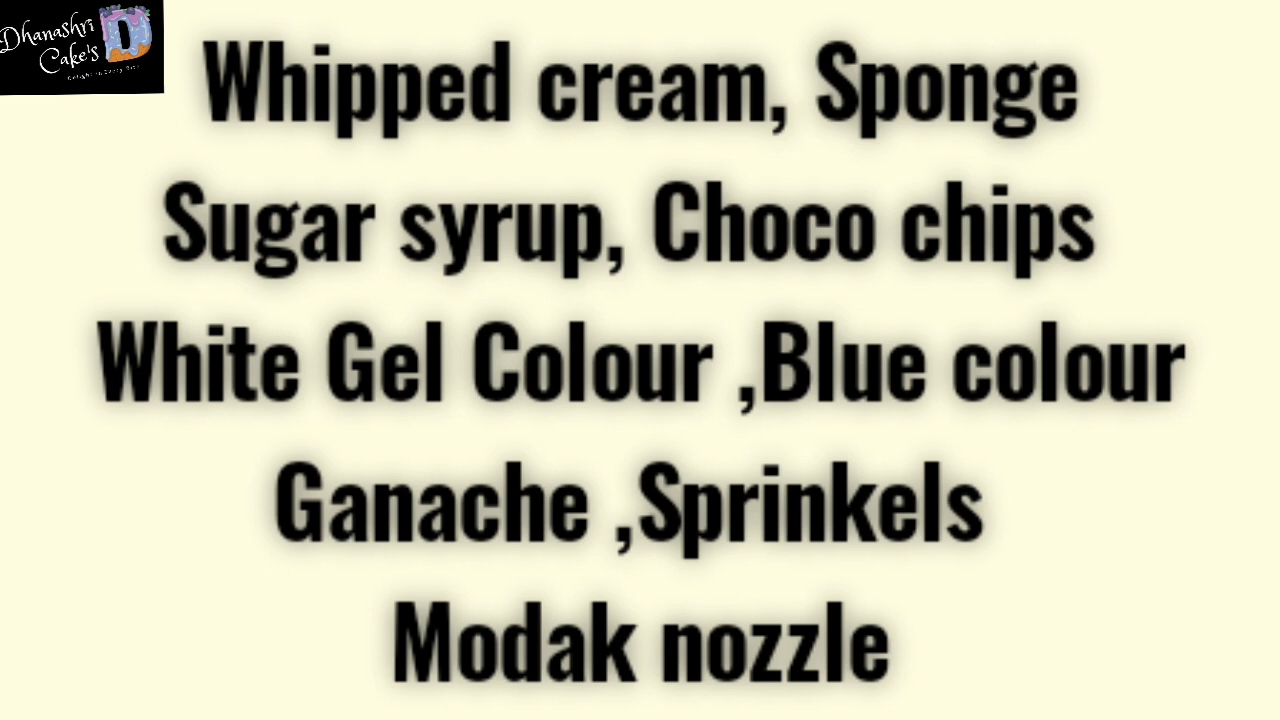 Dhanashri
Cake's
Whipped cream, Sponge
Sugar syrup, Choco chips
White Gel Colour ,Blue colour
Ganache ,Sprinkels
Modak nozzle